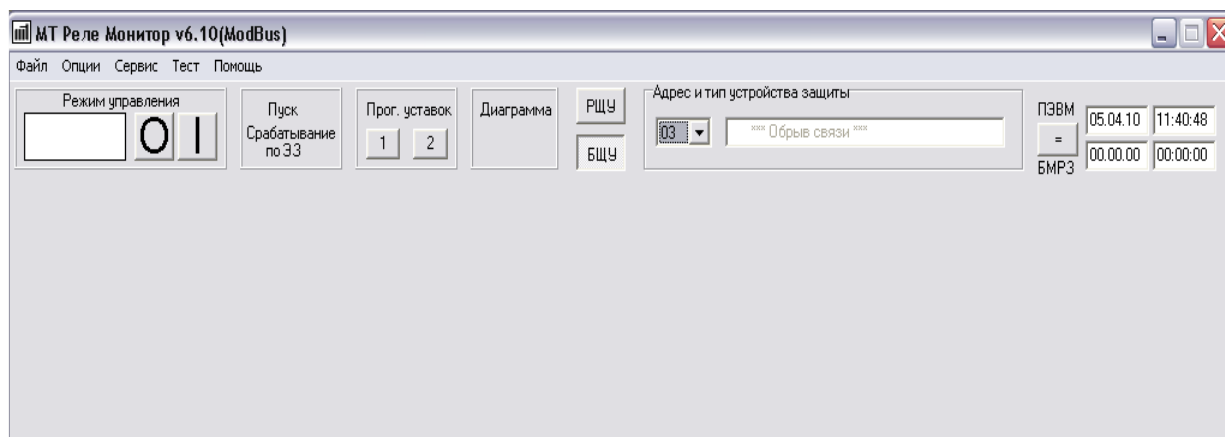 МТ Реле Монитор v6.10(ModBus)
Файл Опции Сервис Тест Помощь
Режим управления
O I
Пуск
Срабатывание
по ЭЗ
Прог. уставок
1 2
Диаграмма
РЩУ
БЩУ
Адрес и тип устройства защиты
03
*** Обрыв связи ***
ПЭВМ
=
БМРЗ
05.04.10 11:40:48
00.00.00 00:00:00